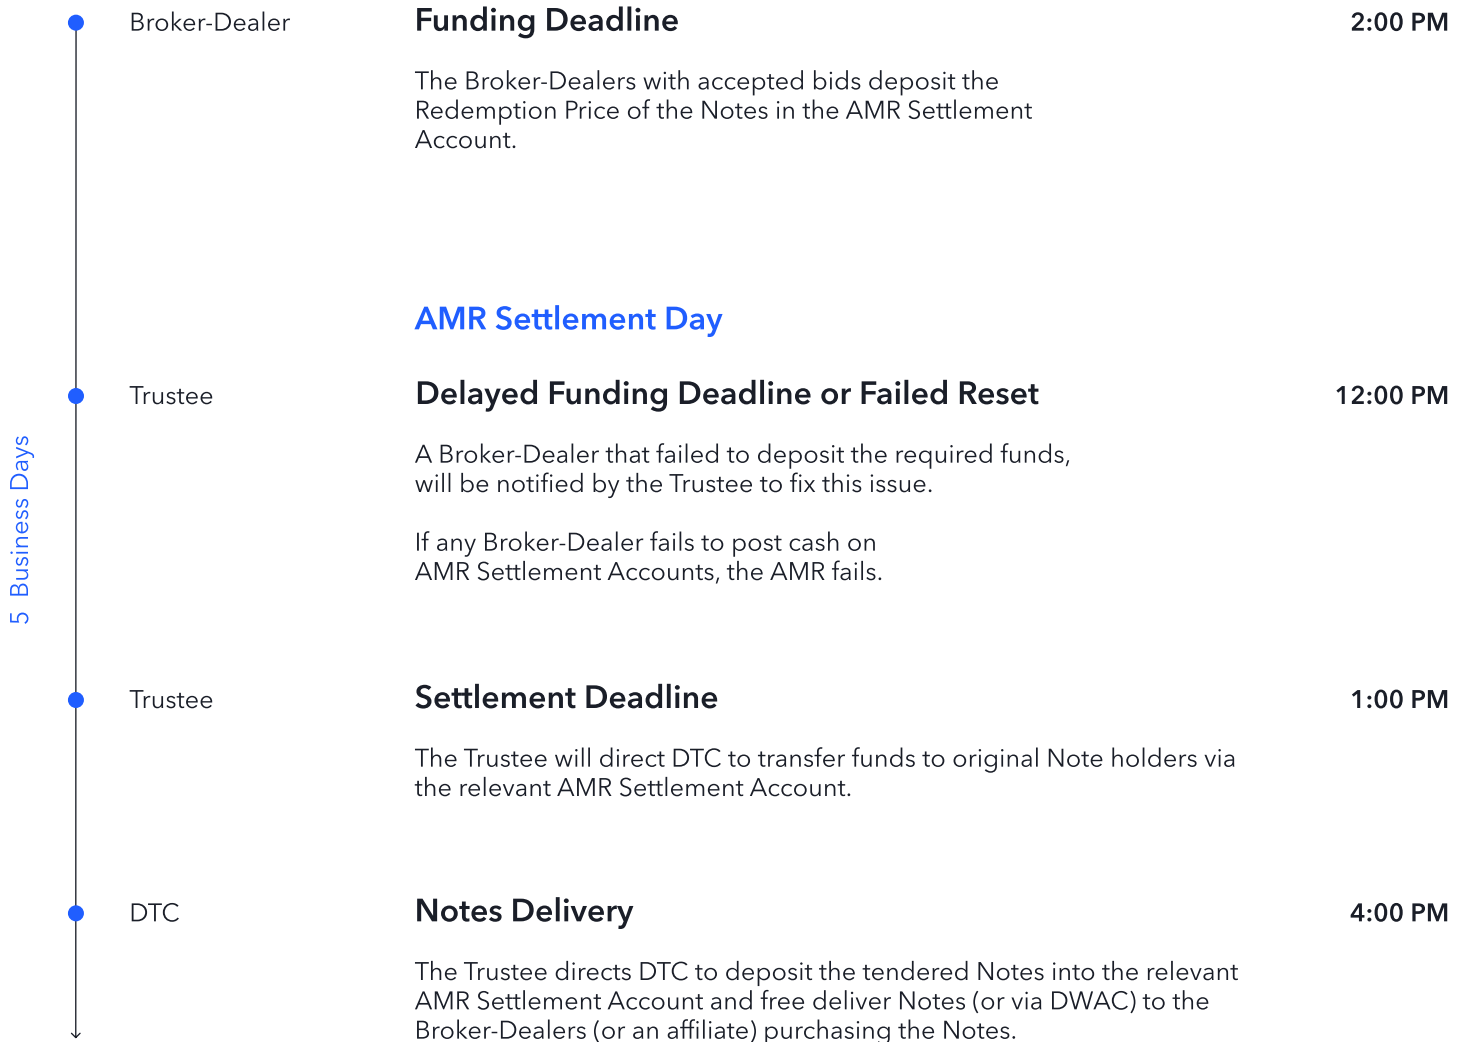 Broker-Dealer
Funding Deadline
2:00 PM
The Broker-Dealers with accepted bids deposit the
Redemption Price of the Notes in the AMR Settlement
Account.
AMR Settlement Day
Trustee
Delayed Funding Deadline or Failed Reset
12:00 PM
A Broker-Dealer that failed to deposit the required funds,
will be notified by the Trustee to fix this issue.
If any Broker-Dealer fails to post cash on
AMR Settlement Accounts, the AMR fails.
5 Business Days
Trustee
Settlement Deadline
1:00 PM
The Trustee will direct DTC to transfer funds to original Note holders via
the relevant AMR Settlement Account.
DTC
Notes Delivery
4:00 PM
The Trustee directs DTC to deposit the tendered Notes into the relevant
AMR Settlement Account and free deliver Notes (or via DWAC) to the
Broker-Dealers (or an affiliate) purchasing the Notes.